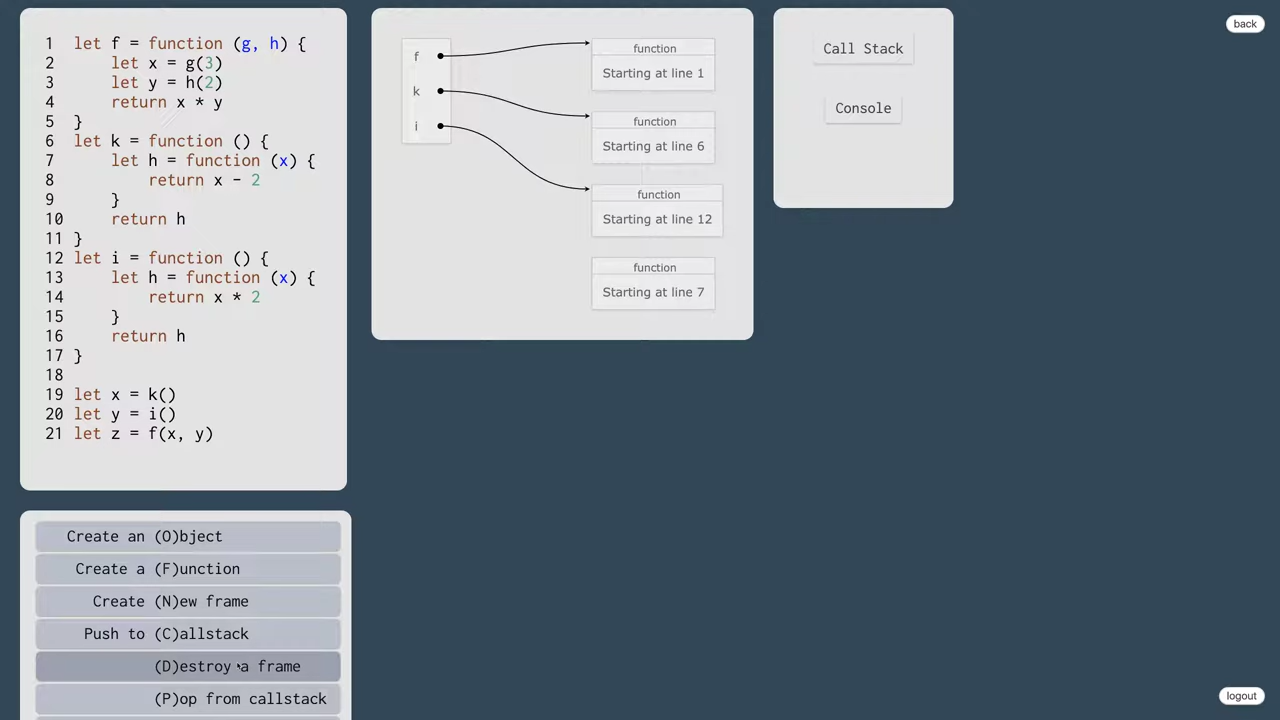 1 let f = function (g, h) {
2 let x = g(3)
3 let y = h(2)
4 return x * y
5 }
6 let k = function () {
7 let h = function (x) {
8 return x - 2
9 }
10 return h
11 }
12 let i = function () {
13 let h = function (x) {
14 return x * 2
15 }
16 return h
17 }
18
19 let x = k()
20 let y = i()
21 let z = f(x, y)
Create an (O)bject
Create a (F)unction
Create (N)ew frame
Push to (C)allstack
(D)estroy a frame
(P)op from callstack
f
k
i
function
Starting at line 1
function
Starting at line 6
function
Starting at line 12
function
Starting at line 7
Call Stack
Console
back
logout